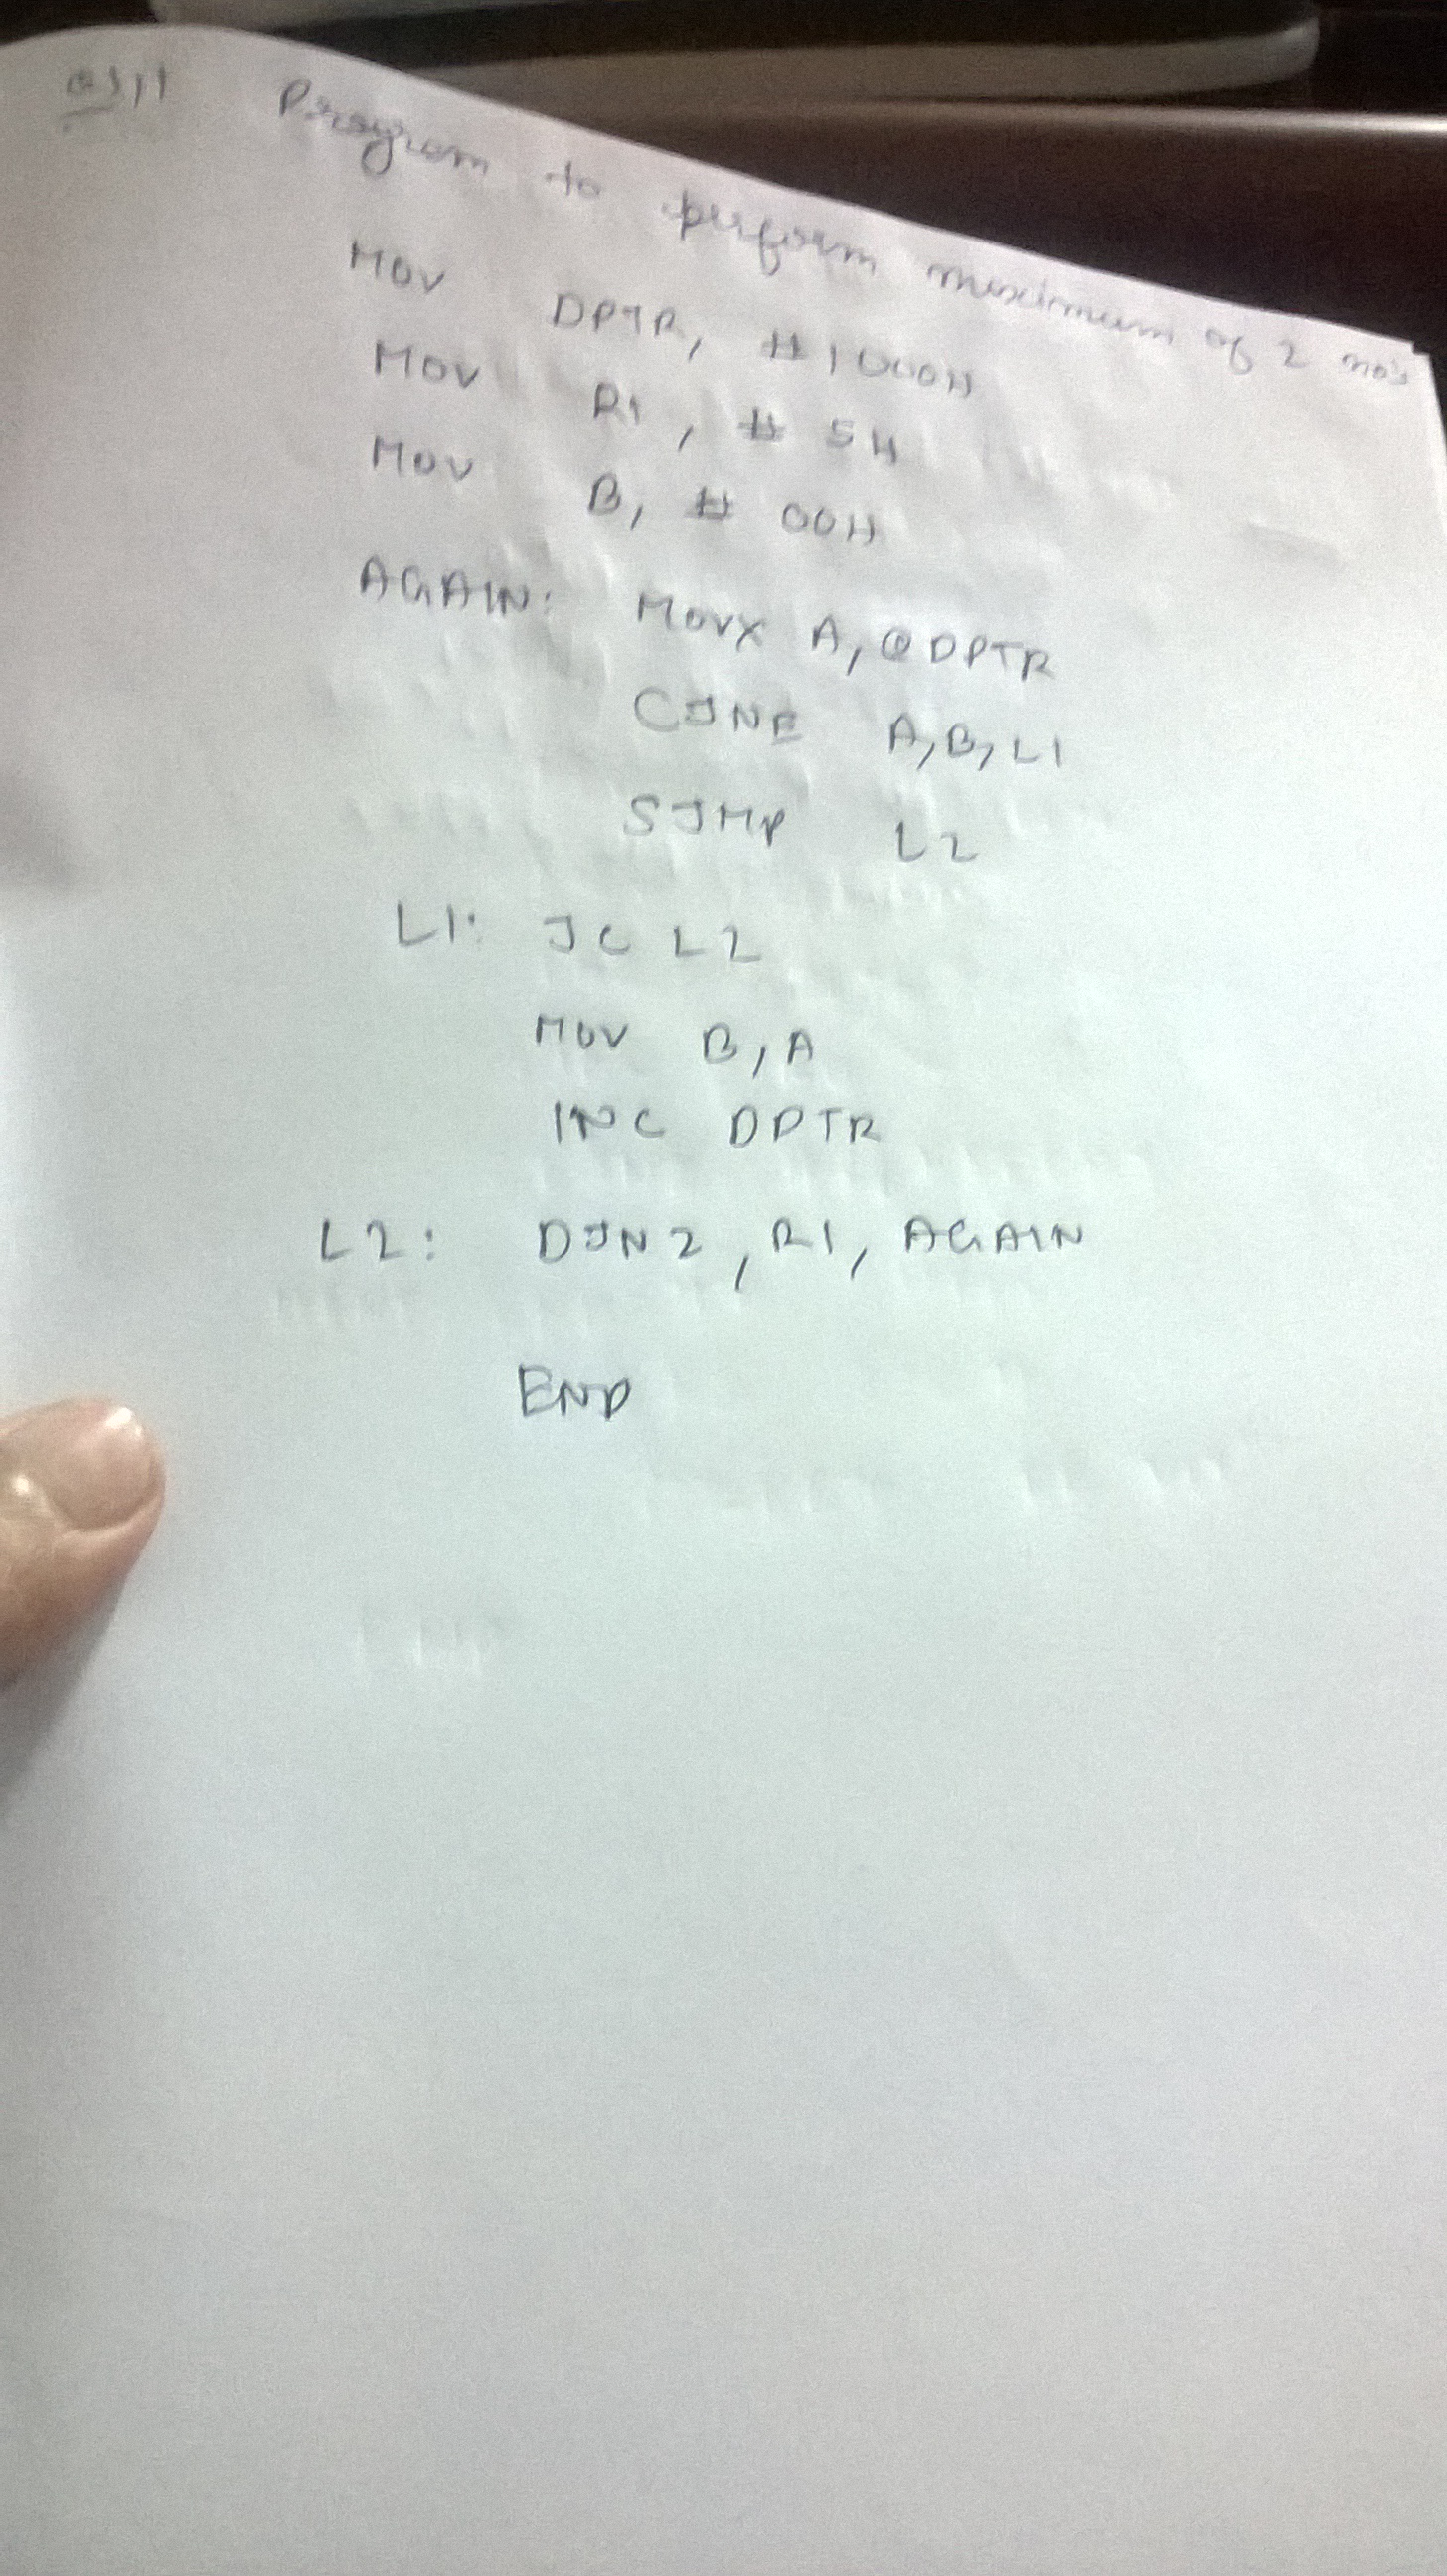 Program to perform maximum of 2 no's
MOV DPTR, #1000H
MOV R1, # 5H
MOV B, # 00H
AGAIN: MOVX A, @DPTR
CJNE A, B, L1
SJMP L2
L1: JC L2
MOV B, A
INC DPTR
L2: DJNZ, R1, AGAIN
END